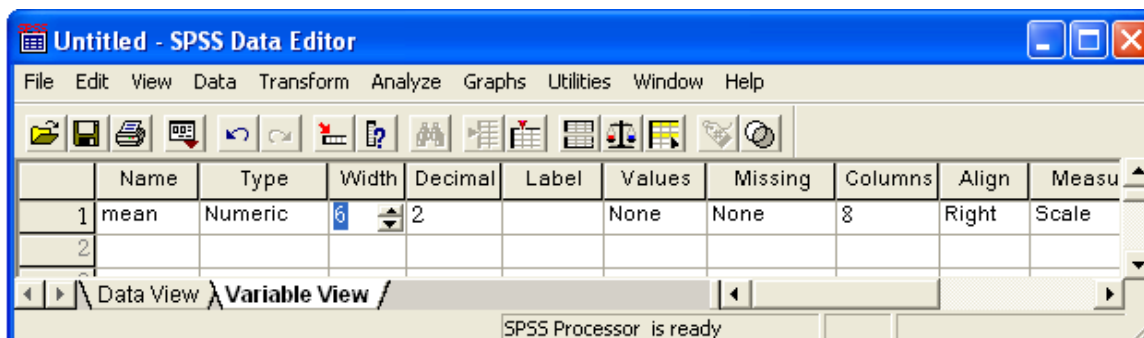 SPSS
Untitled - SPSS Data Editor
File Edit View Data Transform Analyze Graphs Utilities Window Help
Name Type Width Decimal Label Values Missing Columns Align Measu
1 mean Numeric 6 2 None None 8 Right Scale
2
Data View Variable View
SPSS Processor is ready